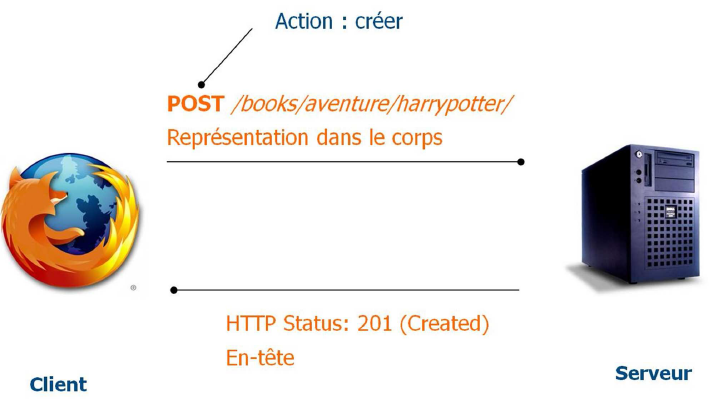 Action : créer
POST /books/aventure/harrypotter/
Représentation dans le corps
HTTP Status: 201 (Created)
En-tête
Client
Serveur